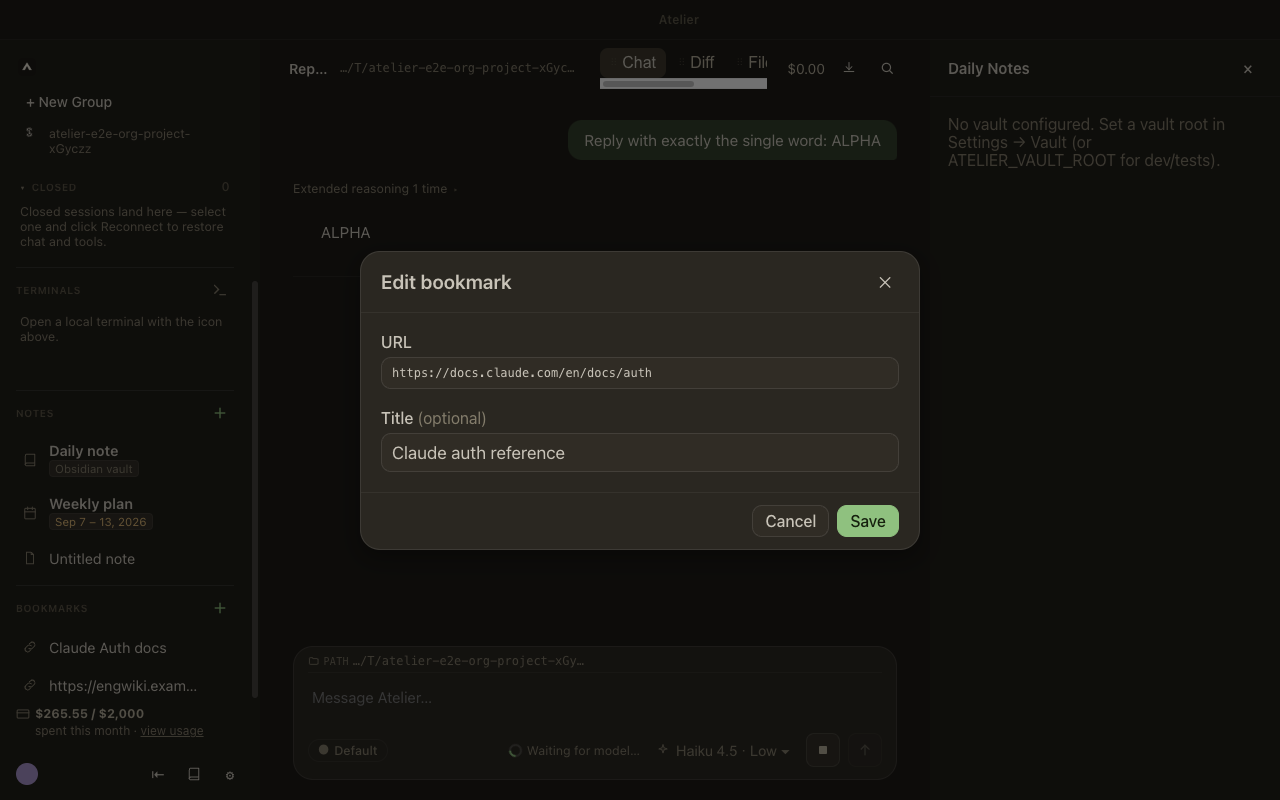 Atelier
+ New Group
atelier-e2e-org-project-
xGyczz
CLOSED 0
Closed sessions land here — select
one and click Reconnect to restore
chat and tools.
TERMINALS
Open a local terminal with the icon
above.
NOTES
Daily note
Obsidian vault
Weekly plan
Sep 7 – 13, 2026
Untitled note
BOOKMARKS
Claude Auth docs
https://engwiki.exam...
$265.55 / $2,000
spent this month · view usage
Rep... …/T/atelier-e2e-org-project-xGyc… Chat Diff File $0.00
Reply with exactly the single word: ALPHA
Extended reasoning 1 time
ALPHA
Edit bookmark
URL
https://docs.claude.com/en/docs/auth
Title (optional)
Claude auth reference
Cancel Save
PATH …/T/atelier-e2e-org-project-xGy…
Message Atelier...
Default Waiting for model... Haiku 4.5 · Low
Daily Notes
No vault configured. Set a vault root in
Settings → Vault (or
ATELIER_VAULT_ROOT for dev/tests).